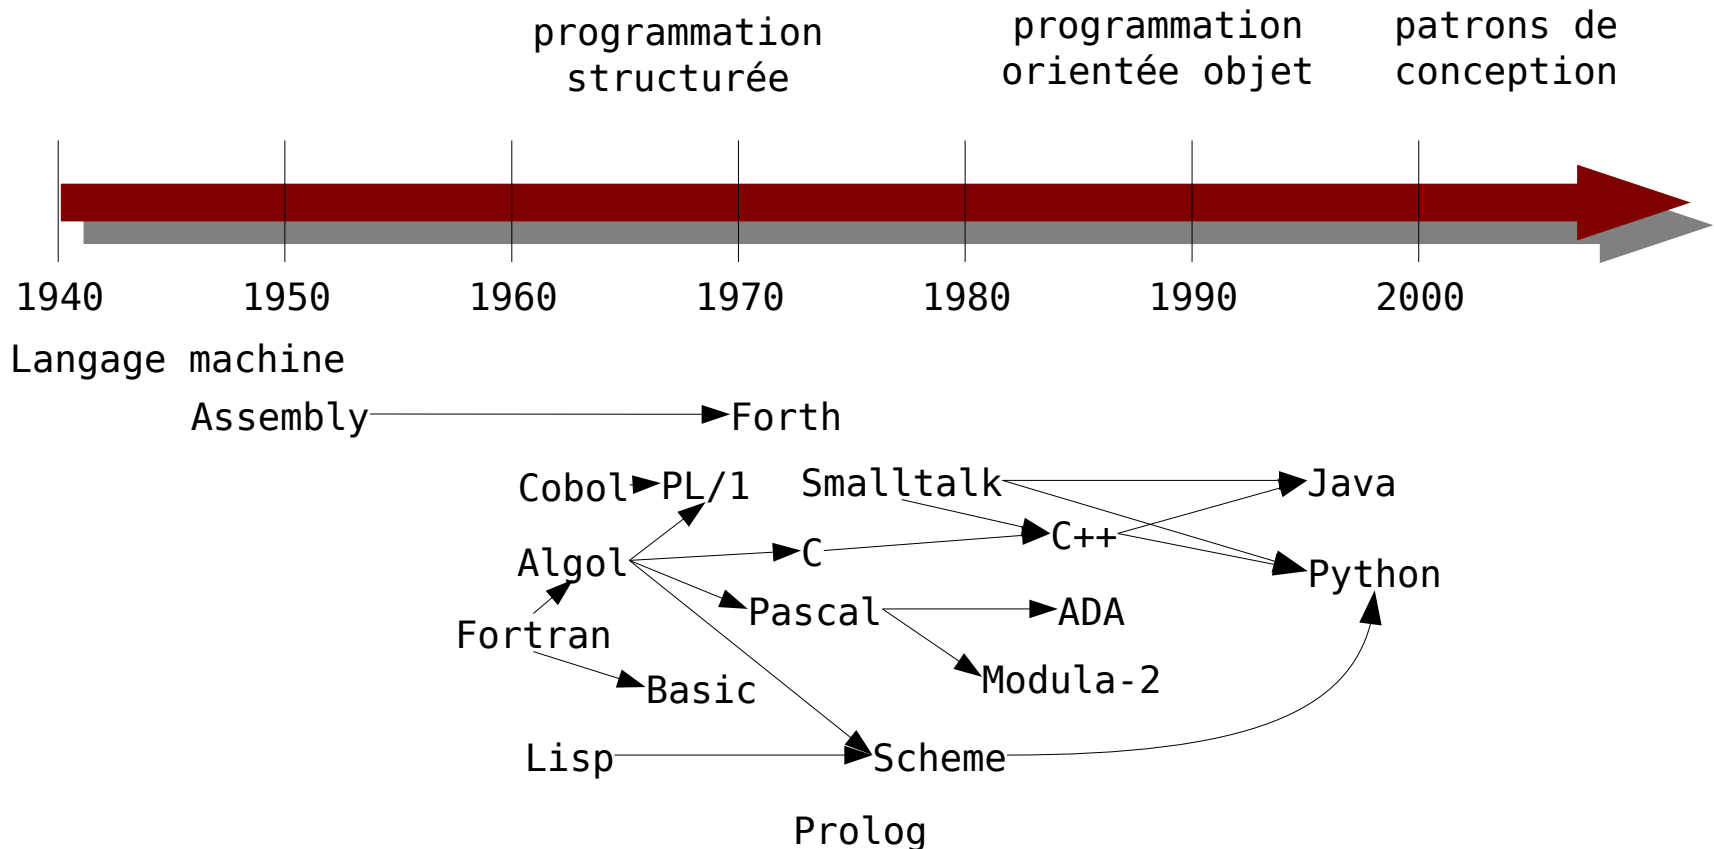 programmation
structurée
programmation
orientée objet
patrons de
conception
1940 1950 1960 1970 1980 1990 2000
Langage machine
Assembly Forth
Cobol PL/1 Smalltalk Java
C C++
Algol Python
Pascal ADA
Fortran
Basic Modula-2
Lisp Scheme
Prolog